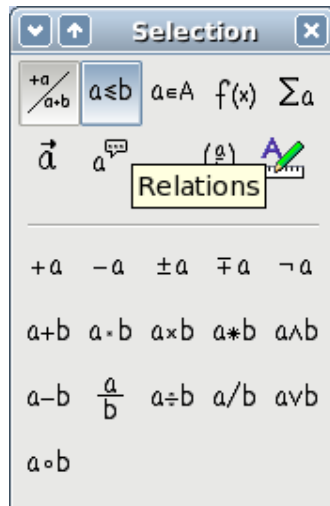 Selection
+a/a+b a≤b a∈A f(x) Σa
a⃗ a
Relations
+a −a ±a ∓a ¬a
a+b a·b a×b a∗b a∧b
a−b a/b a÷b a/b a∨b
a∘b